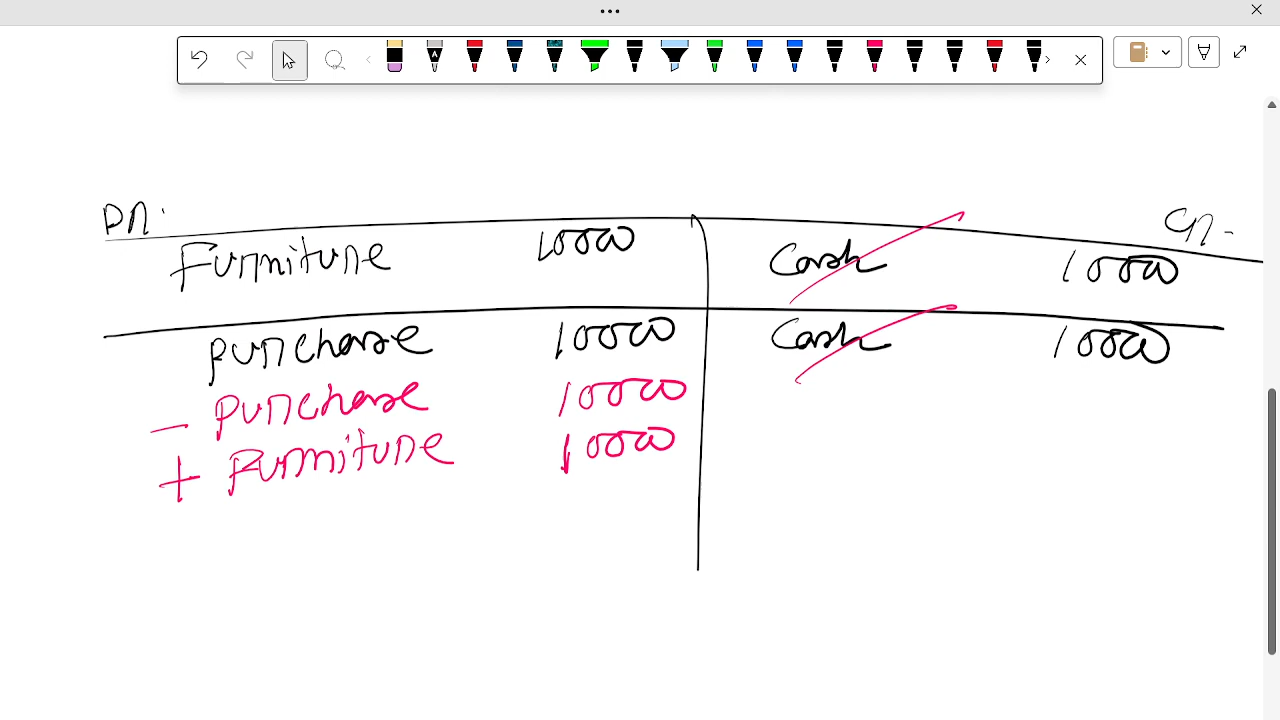 Dr. Cr.
Furniture 10000 Cash 10000
purchase 10000 Cash 10000
- purchase 10000
+ Furniture 10000